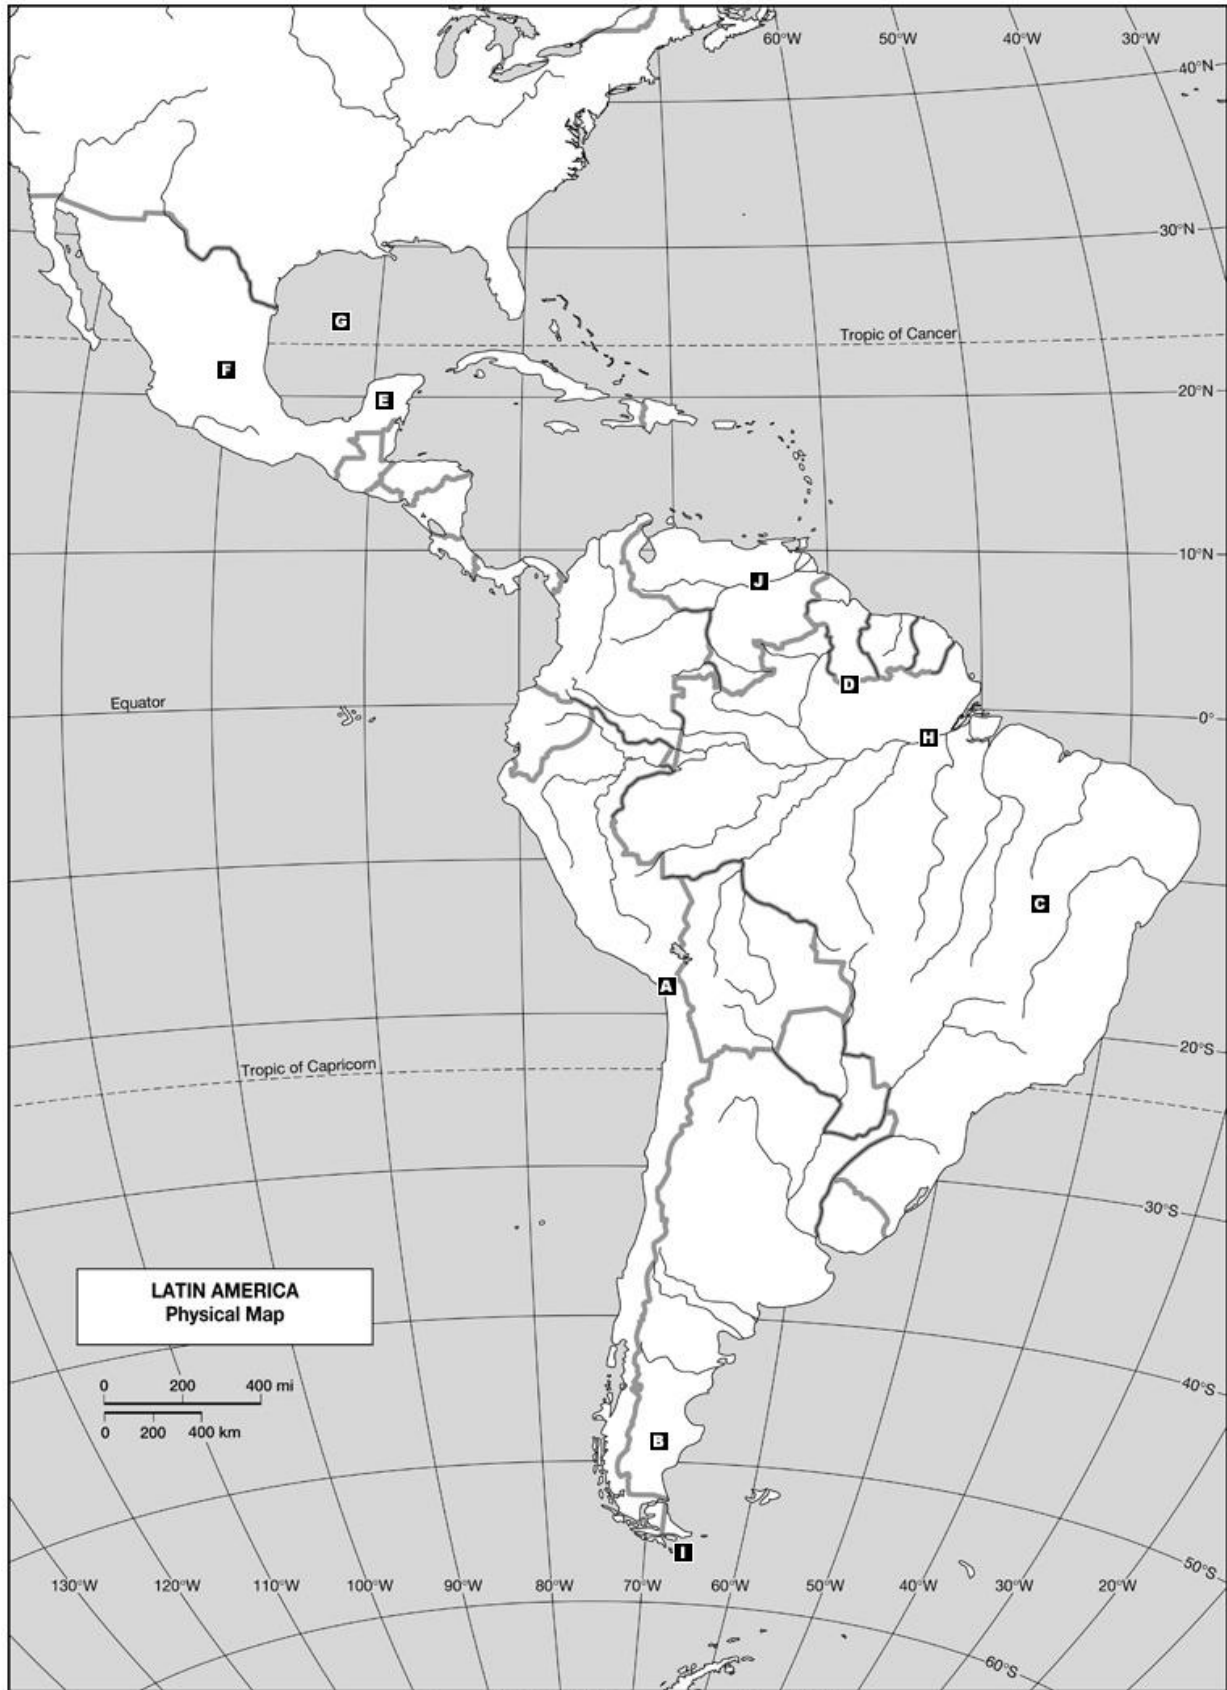 60°W
50°W
40°W
30°W
40°N
30°N
G
Tropic of Cancer
F
20°N
E
10°N
J
D
Equator
0°
H
C
A
20°S
Tropic of Capricorn
30°S
LATIN AMERICA
Physical Map
0 200 400 mi
0 200 400 km
40°S
B
I
50°S
130°W 120°W 110°W 100°W 90°W 80°W 70°W 60°W 50°W 40°W 30°W 20°W
60°S